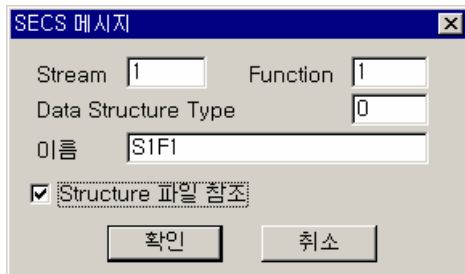 SECS 메시지
Stream 1 Function 1
Data Structure Type 0
이름 S1F1
Structure 파일 참조
확인 취소